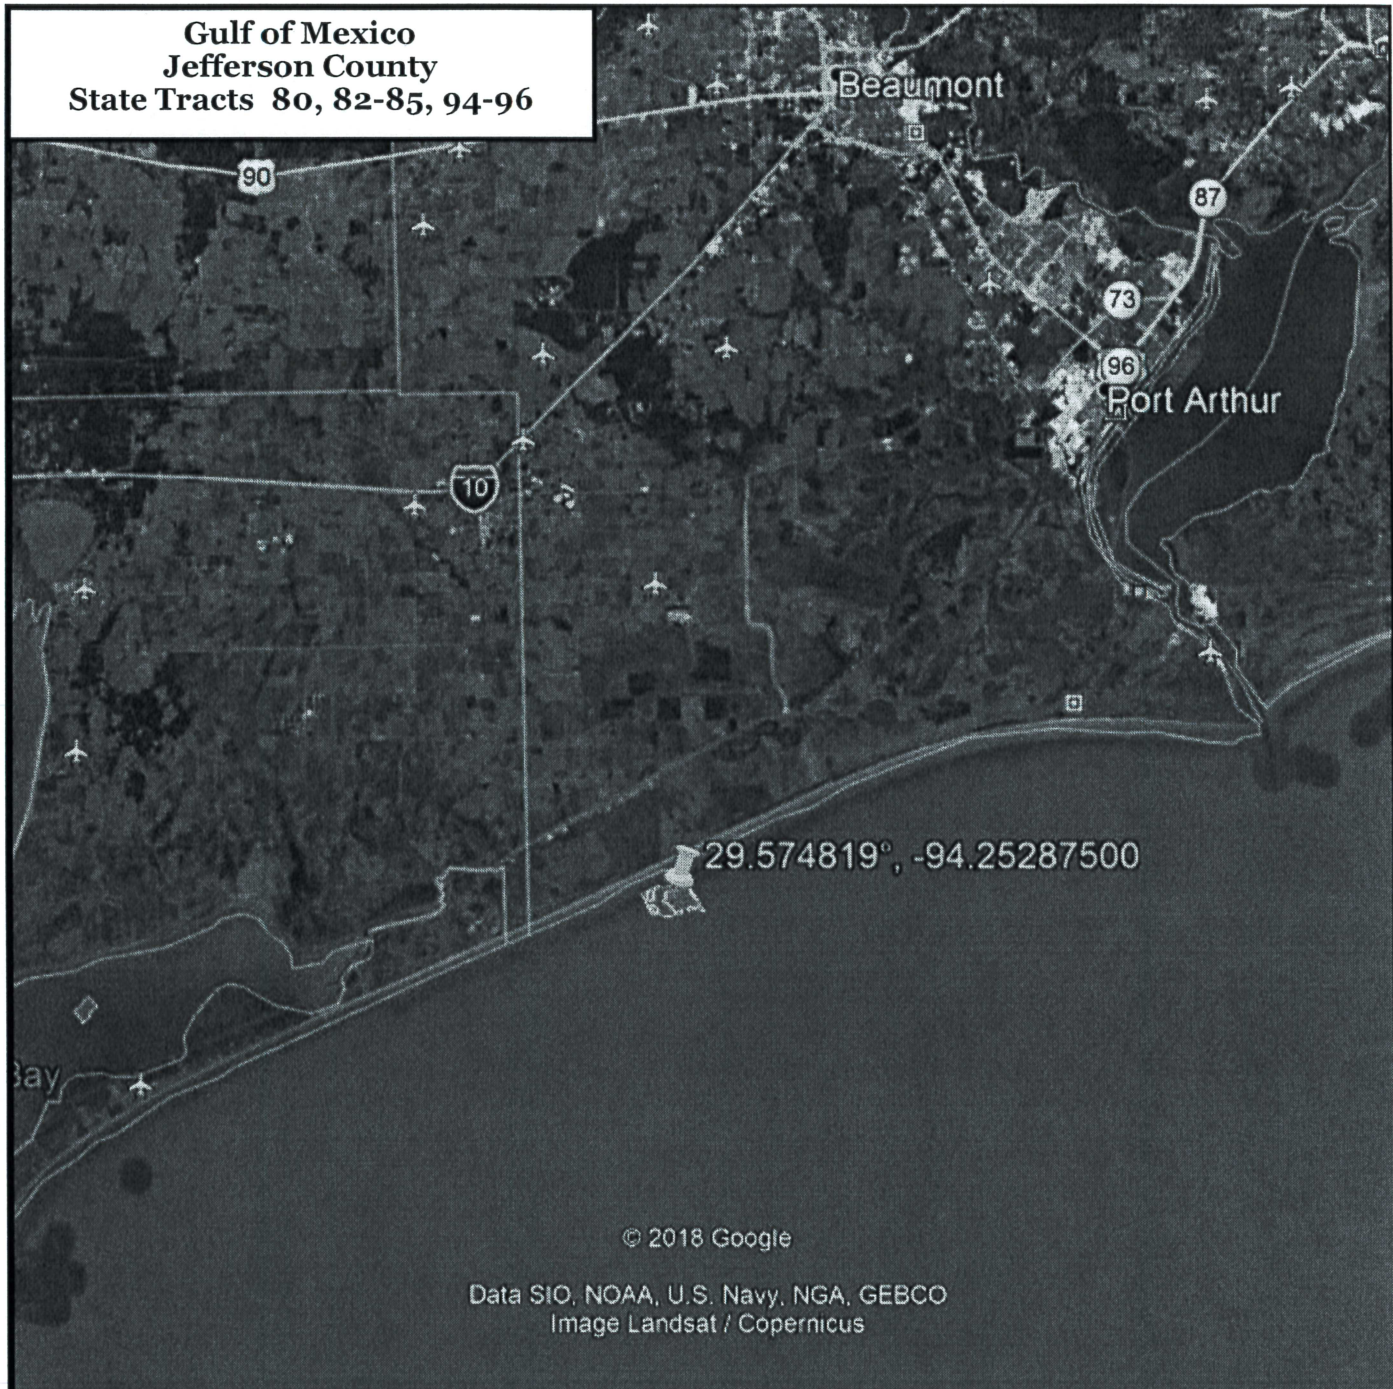 Gulf of Mexico
Jefferson County
State Tracts 80, 82-85, 94-96
Beaumont
90
87
73
96
Port Arthur
10
29.574819°, -94.25287500
Bay
© 2018 Google
Data SIO, NOAA, U.S. Navy, NGA, GEBCO
Image Landsat / Copernicus